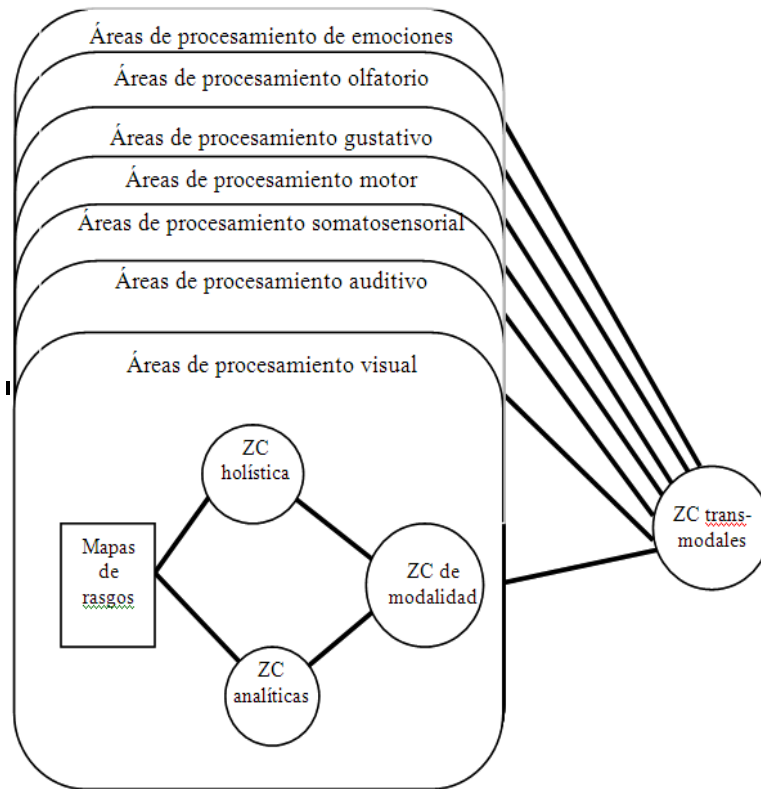 Áreas de procesamiento de emociones
Áreas de procesamiento olfatorio
Áreas de procesamiento gustativo
Áreas de procesamiento motor
Áreas de procesamiento somatosensorial
Áreas de procesamiento auditivo
Áreas de procesamiento visual
ZC
holística
Mapas
de
rasgos
ZC de
modalidad
ZC
analíticas
ZC trans-
modales